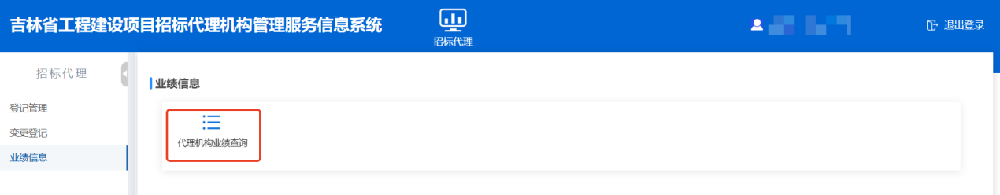 吉林省工程建设项目招标代理机构管理服务信息系统
招标代理
退出登录
招标代理
登记管理
变更登记
业绩信息
业绩信息
代理机构业绩查询